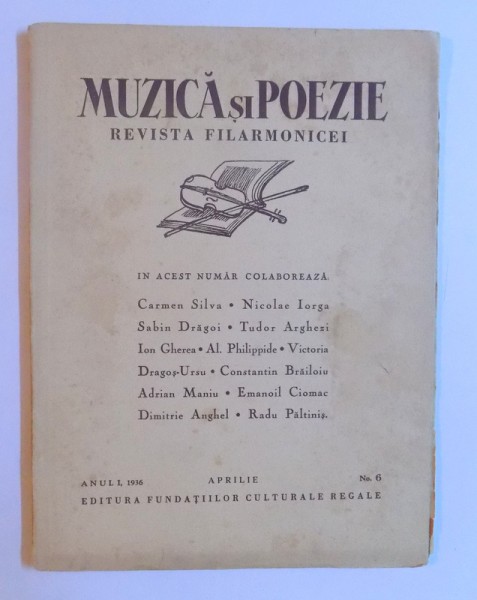 MUZICĂ ȘI POEZIE
REVISTA FILARMONICEI
IN ACEST NUMĂR COLABOREAZĂ
Carmen Silva • Nicolae Iorga
Sabin Drăgoi • Tudor Arghezi
Ion Gherea • Al. Philippide • Victoria
Dragoș-Ursu • Constantin Brăiloiu
Adrian Maniu • Emanoil Ciomac
Dimitrie Anghel • Radu Păltiniș.
ANUL I, 1936 APRILIE No. 6
EDITURA FUNDAȚIILOR CULTURALE REGALE